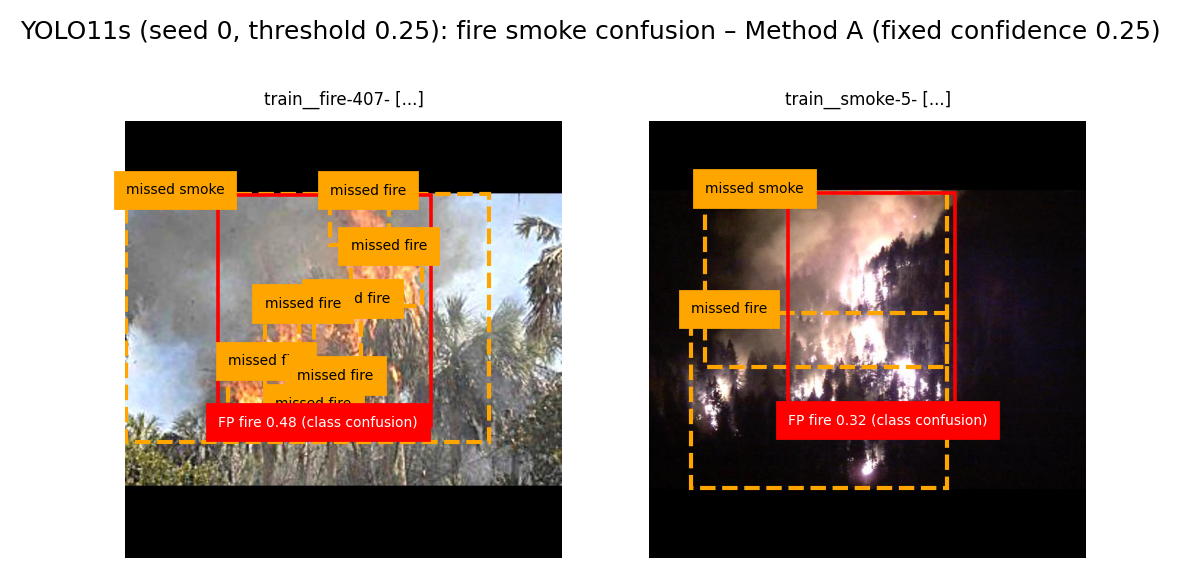 YOLO11s (seed 0, threshold 0.25): fire smoke confusion – Method A (fixed confidence 0.25)
train__fire-407- [...]
missed smoke
missed fire
missed fire
missed fire
d fire
missed f
missed fire
missed fire
FP fire 0.48 (class confusion)
train__smoke-5- [...]
missed smoke
missed fire
FP fire 0.32 (class confusion)